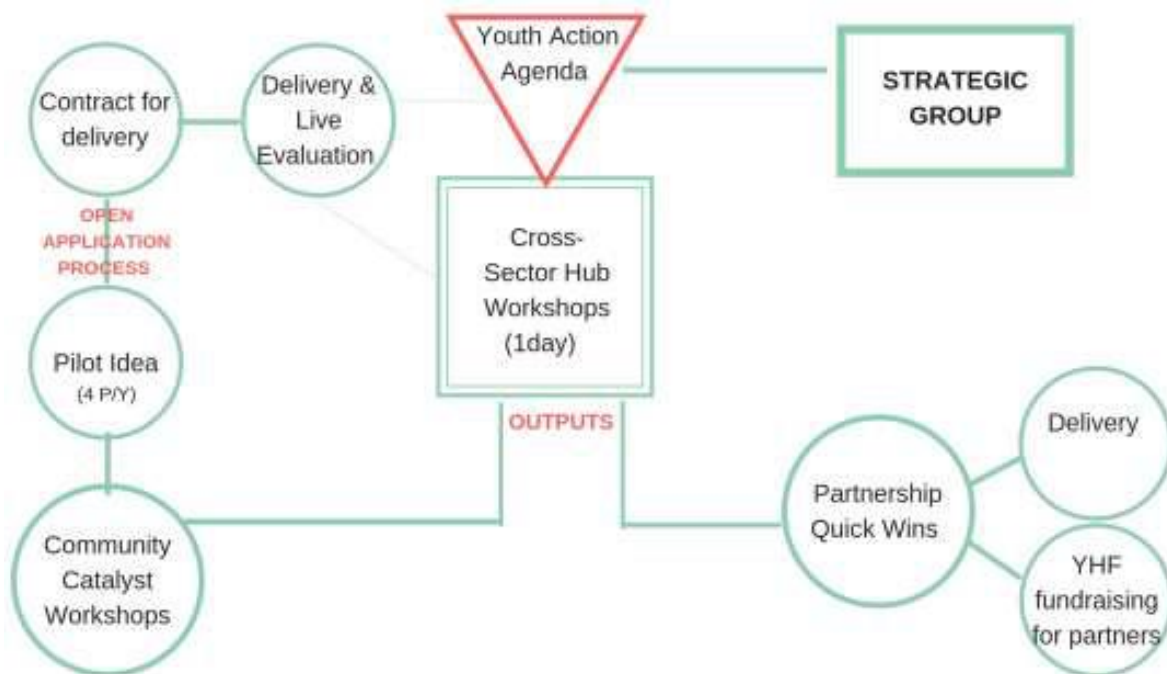 Youth Action
Agenda
STRATEGIC
GROUP
Contract for
delivery
Delivery &
Live
Evaluation
OPEN
APPLICATION
PROCESS
Cross-
Sector Hub
Workshops
(1day)
Pilot Idea
(4 P/Y)
OUTPUTS
Community
Catalyst
Workshops
Partnership
Quick Wins
Delivery
YHF
fundraising
for partners